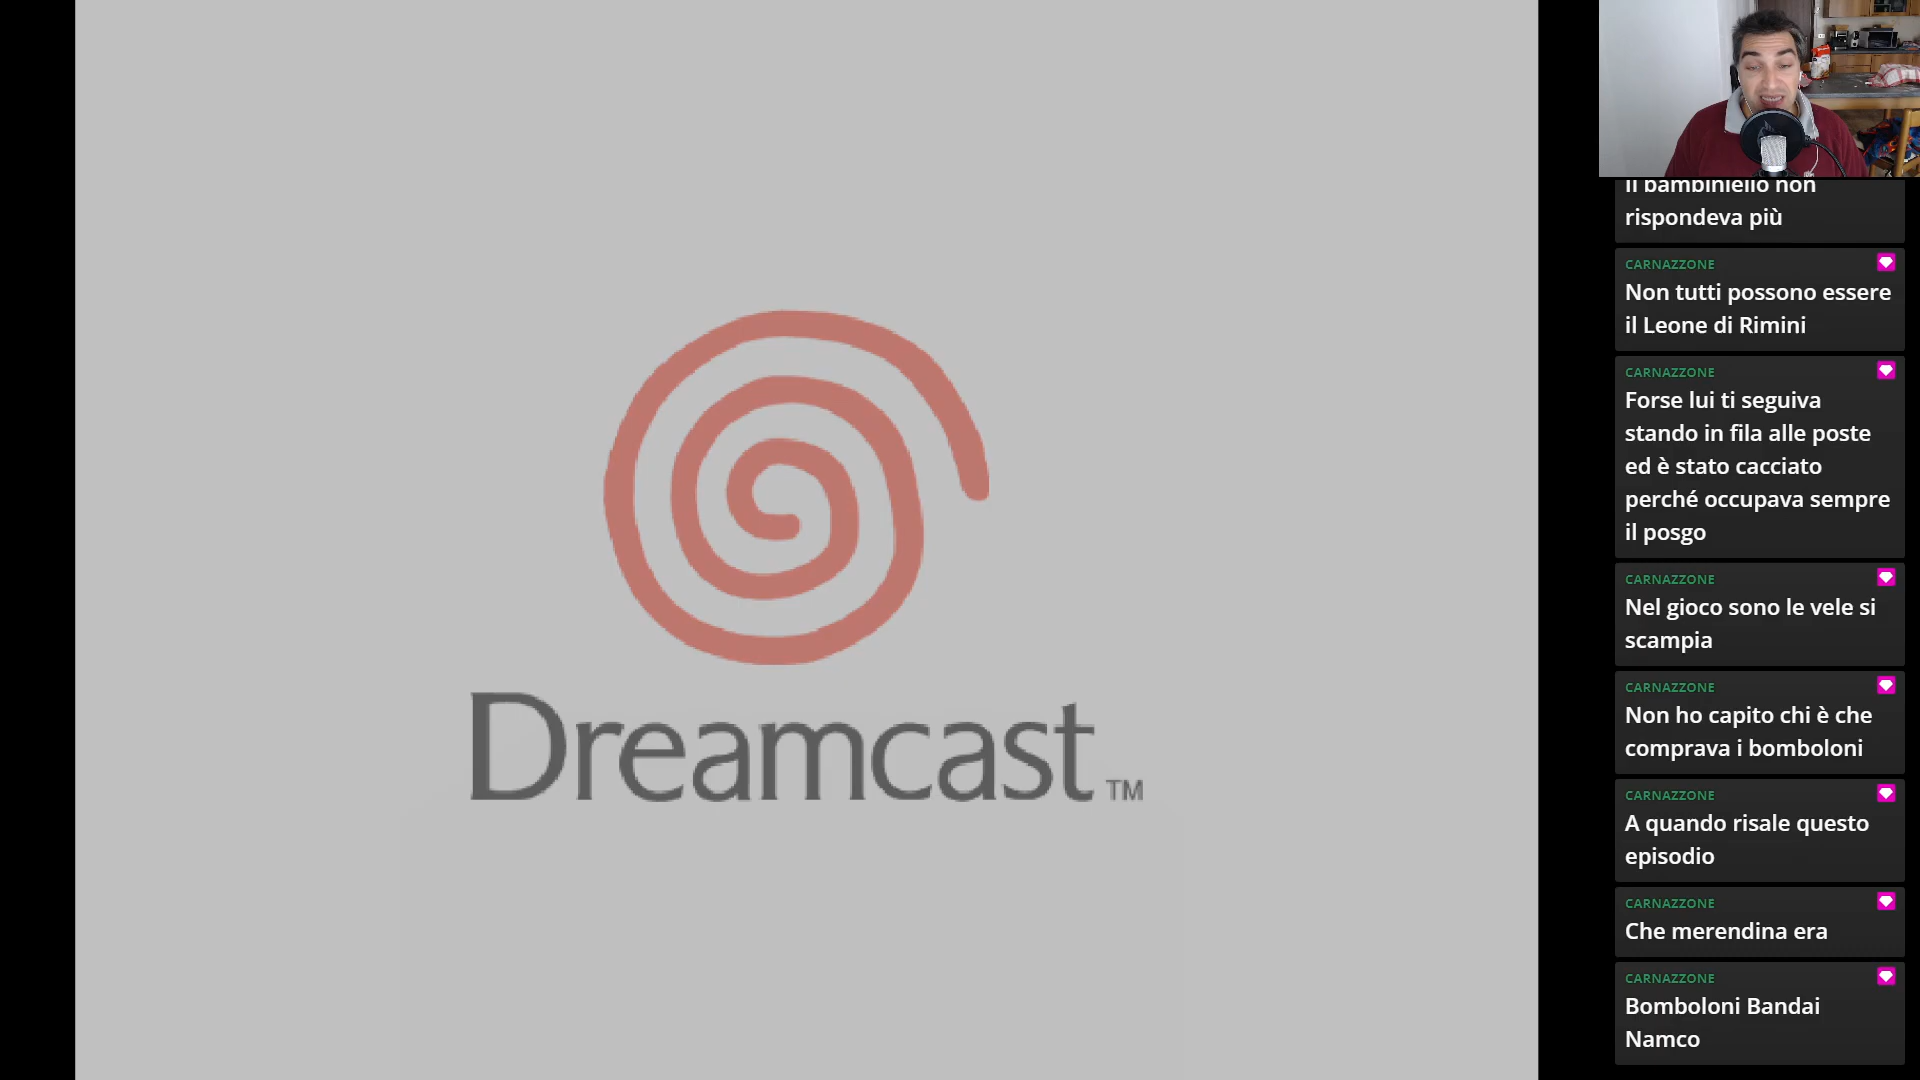 Dreamcast TM
Il bambiniello non
rispondeva più
CARNAZZONE
Non tutti possono essere
il Leone di Rimini
CARNAZZONE
Forse lui ti seguiva
stando in fila alle poste
ed è stato cacciato
perché occupava sempre
il posgo
CARNAZZONE
Nel gioco sono le vele si
scampia
CARNAZZONE
Non ho capito chi è che
comprava i bomboloni
CARNAZZONE
A quando risale questo
episodio
CARNAZZONE
Che merendina era
CARNAZZONE
Bomboloni Bandai
Namco